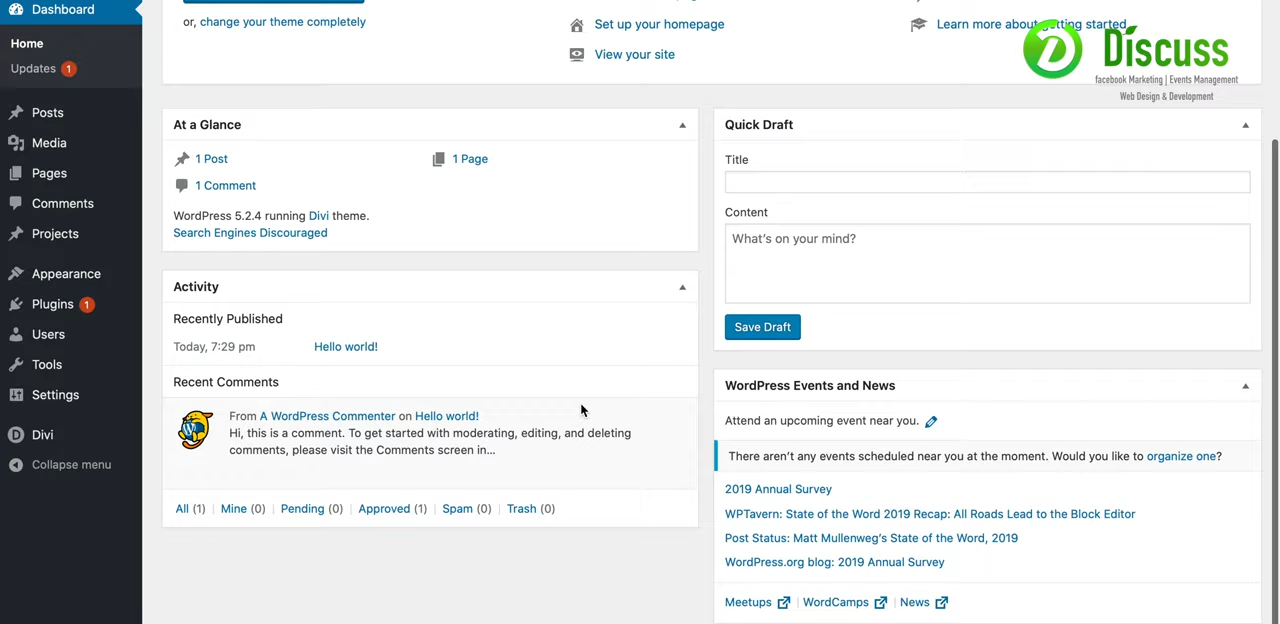 Dashboard
Home
Updates 1
Posts
Media
Pages
Comments
Projects
Appearance
Plugins 1
Users
Tools
Settings
Divi
Collapse menu
or, change your theme completely
Set up your homepage
View your site
Learn more about getting started
Discuss
facebook Marketing | Events Management
Web Design & Development
At a Glance
1 Post
1 Page
1 Comment
WordPress 5.2.4 running Divi theme.
Search Engines Discouraged
Activity
Recently Published
Today, 7:29 pm Hello world!
Recent Comments
From A WordPress Commenter on Hello world!
Hi, this is a comment. To get started with moderating, editing, and deleting
comments, please visit the Comments screen in…
All (1) | Mine (0) | Pending (0) | Approved (1) | Spam (0) | Trash (0)
Quick Draft
Title
Content
What's on your mind?
Save Draft
WordPress Events and News
Attend an upcoming event near you.
There aren't any events scheduled near you at the moment. Would you like to organize one?
2019 Annual Survey
WPTavern: State of the Word 2019 Recap: All Roads Lead to the Block Editor
Post Status: Matt Mullenweg's State of the Word, 2019
WordPress.org blog: 2019 Annual Survey
Meetups | WordCamps | News